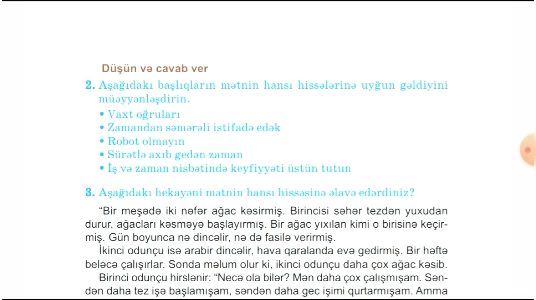 Düşün və cavab ver
2. Aşağıdakı başlıqların mətnin hansı hissələrinə uyğun gəldiyini
müəyyənləşdirin.
• Vaxt oğruları
• Zamandan səmərəli istifadə edək
• Robot olmayın
• Sürətlə axıb gedən zaman
• İş və zaman nisbətində keyfiyyəti üstün tutun
3. Aşağıdakı hekayəni mətnin hansı hissəsinə əlavə edərdiniz?
“Bir meşədə iki nəfər ağac kəsirmiş. Birincisi səhər tezdən yuxudan
durur, ağacları kəsməyə başlayırmış. Bir ağac yıxılan kimi o birisinə keçir-
miş. Gün boyunca nə dincəlir, nə də fasilə verirmiş.
İkinci odunçu isə arabir dincəlir, hava qaralanda evə gedirmiş. Bir həftə
beləcə çalışırlar. Sonda məlum olur ki, ikinci odunçu daha çox ağac kəsib.
Birinci odunçu hirslənir: “Necə ola bilər? Mən daha çox çalışmışam. Sən-
dən daha tez işə başlamışam, səndən daha gec işimi qurtarmışam. Amma